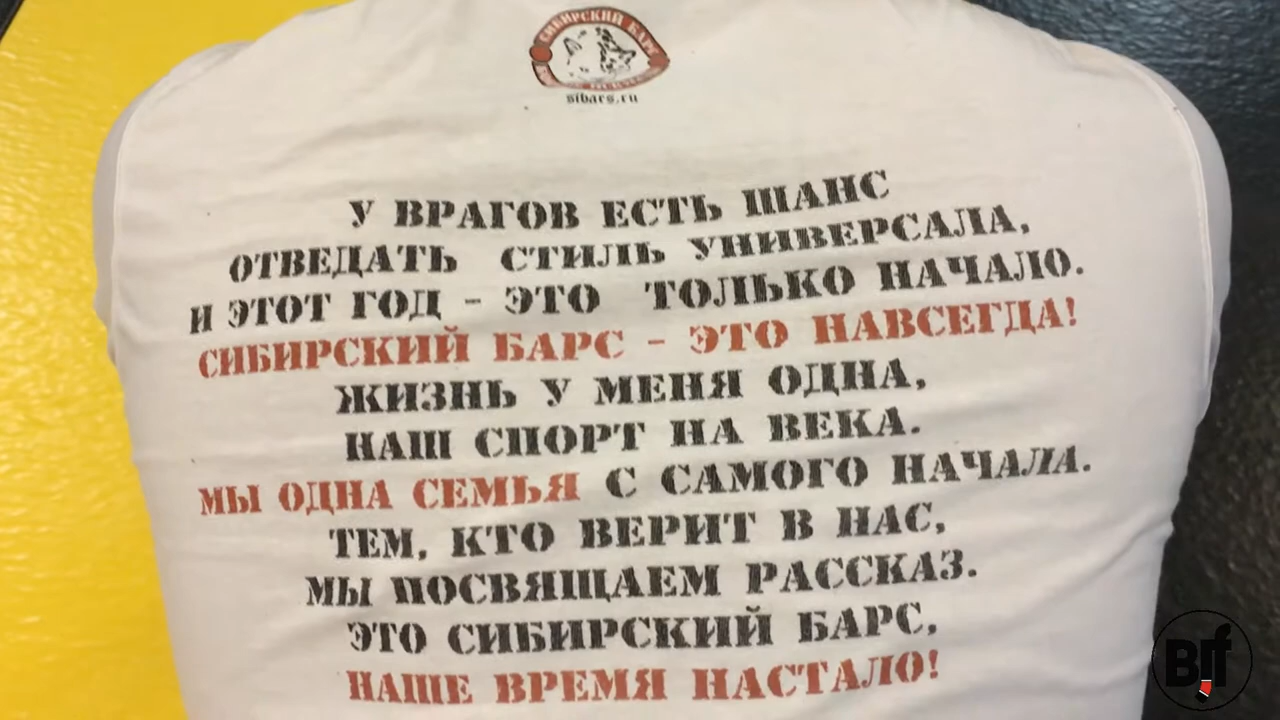 СИБИРСКИЙ БАРС
sibars.ru
У ВРАГОВ ЕСТЬ ШАНС
ОТВЕДАТЬ СТИЛЬ УНИВЕРСАЛА,
И ЭТОТ ГОД - ЭТО ТОЛЬКО НАЧАЛО.
СИБИРСКИЙ БАРС - ЭТО НАВСЕГДА!
ЖИЗНЬ У МЕНЯ ОДНА,
НАШ СПОРТ НА ВЕКА.
МЫ ОДНА СЕМЬЯ С САМОГО НАЧАЛА.
ТЕМ, КТО ВЕРИТ В НАС,
МЫ ПОСВЯЩАЕМ РАССКАЗ.
ЭТО СИБИРСКИЙ БАРС,
НАШЕ ВРЕМЯ НАСТАЛО!
BJf